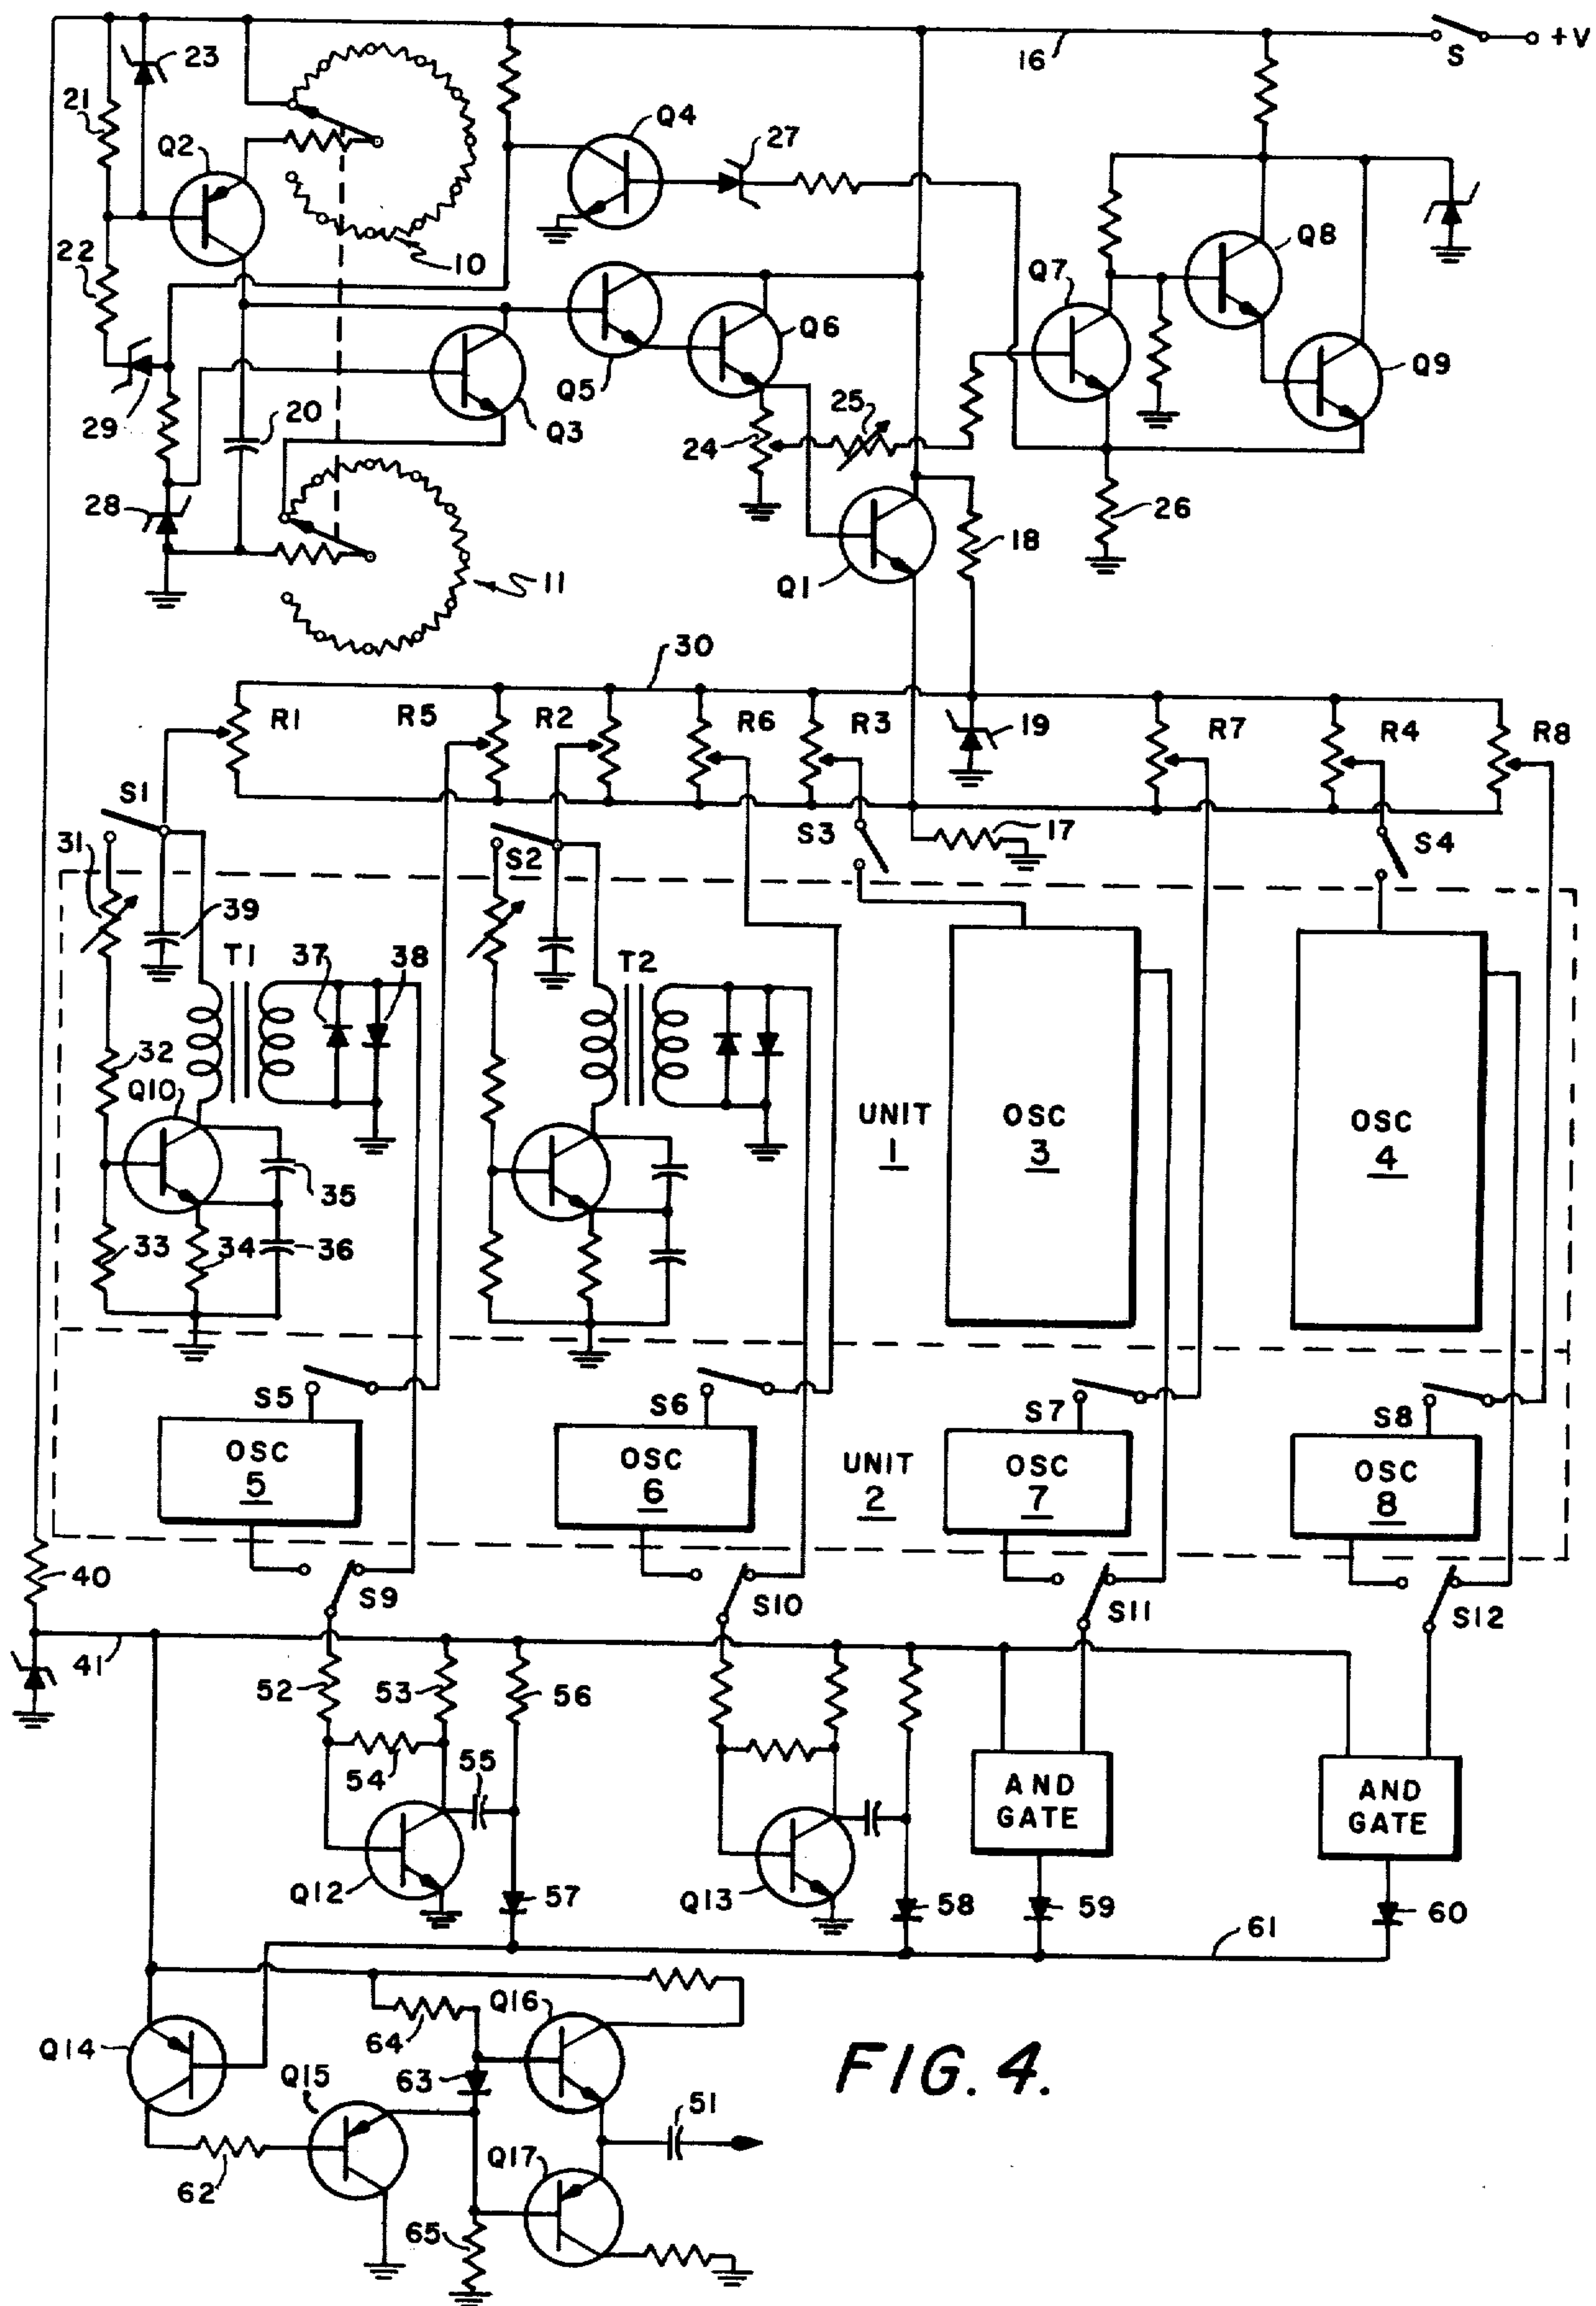 +V
S
16
23
21
Q2
Q4
27
10
22
Q7
Q8
Q6
Q5
Q9
29
20
Q3
25
24
28
26
18
11
Q1
30
R1
R5
R2
R6
R3
R7
R4
R8
19
S1
S2
S3
17
S4
31
39
T1
37
38
T2
32
Q10
UNIT
1
OSC
3
OSC
4
35
33
34
36
S5
S6
S7
S8
OSC
5
OSC
6
UNIT
2
OSC
7
OSC
8
40
S9
S10
S11
S12
41
52
53
56
54
55
AND
GATE
AND
GATE
Q12
57
Q13
58
59
60
61
Q14
64
Q16
Q15
63
51
62
Q17
65
FIG. 4.